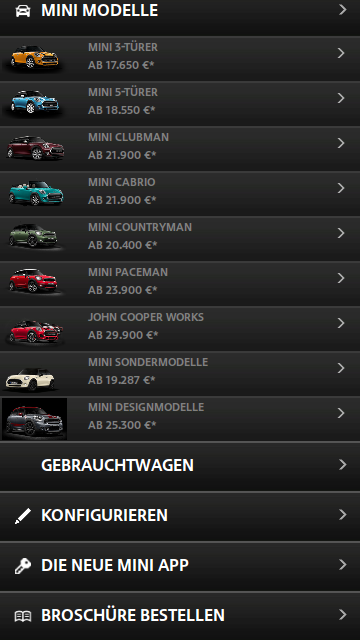 MINI MODELLE
MINI 3-TÜRER
AB 17.650 €*
MINI 5-TÜRER
AB 18.550 €*
MINI CLUBMAN
AB 21.900 €*
MINI CABRIO
AB 21.900 €*
MINI COUNTRYMAN
AB 20.400 €*
MINI PACEMAN
AB 23.900 €*
JOHN COOPER WORKS
AB 29.900 €*
MINI SONDERMODELLE
AB 19.287 €*
MINI DESIGNMODELLE
AB 25.300 €*
GEBRAUCHTWAGEN
KONFIGURIEREN
DIE NEUE MINI APP
BROSCHÜRE BESTELLEN